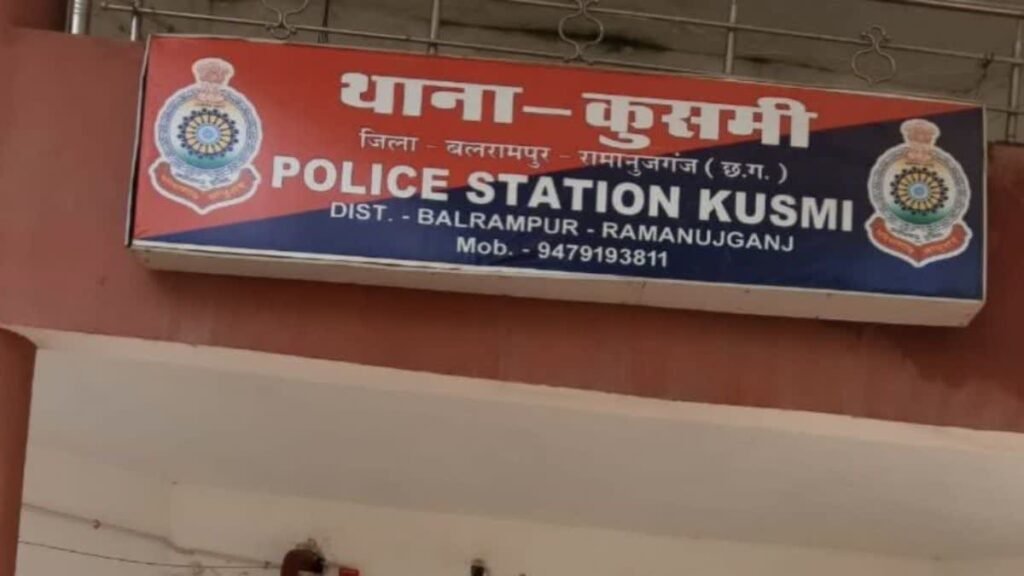 थाना – कुसमी
जिला - बलरामपुर - रामानुजगंज ( छ.ग. )
POLICE STATION KUSMI
DIST. - BALRAMPUR - RAMANUJGANJ
Mob. - 9479193811